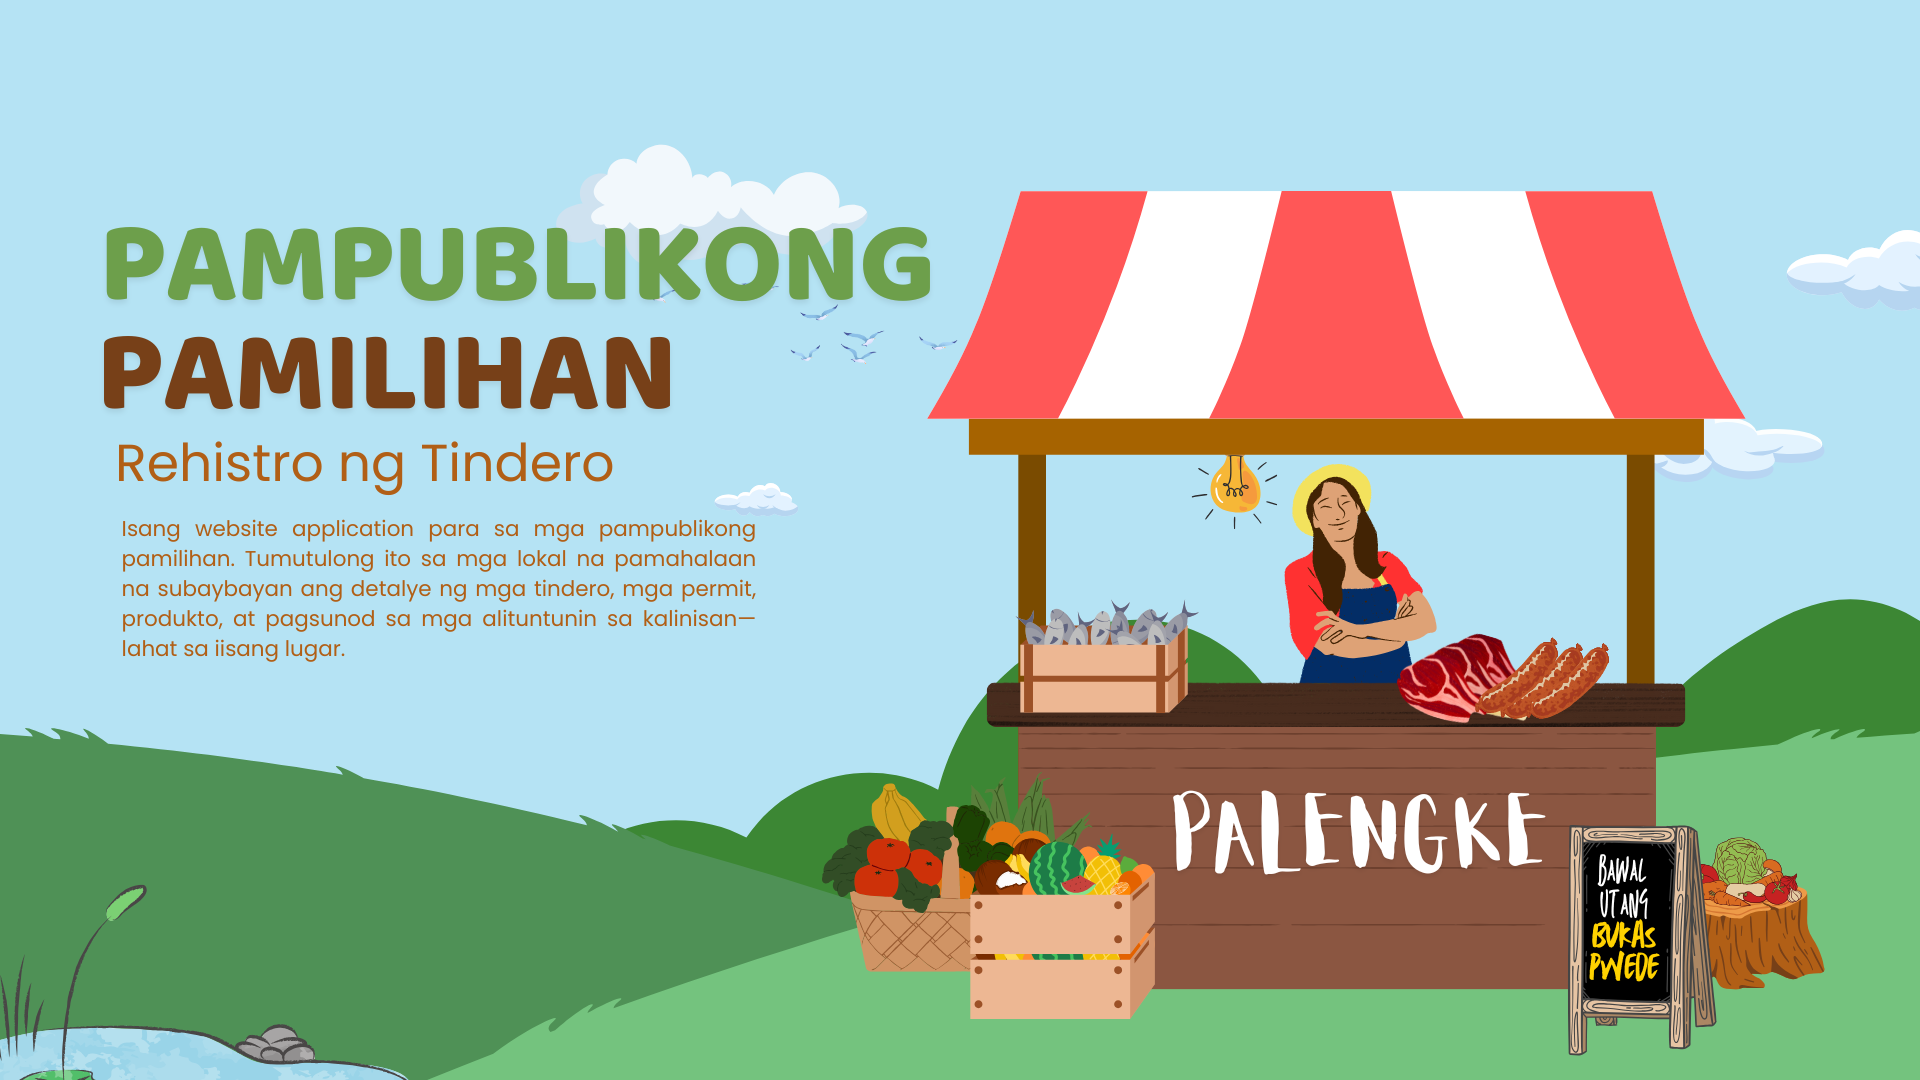 PAMPUBLIKONG
PAMILIHAN
Rehistro ng Tindero
Isang website application para sa mga pampublikong
pamilihan. Tumutulong ito sa mga lokal na pamahalaan
na subaybayan ang detalye ng mga tindero, mga permit,
produkto, at pagsunod sa mga alituntunin sa kalinisan—
lahat sa iisang lugar.
PALENGKE
BAWAL
UTANG
BUKAS
PWEDE